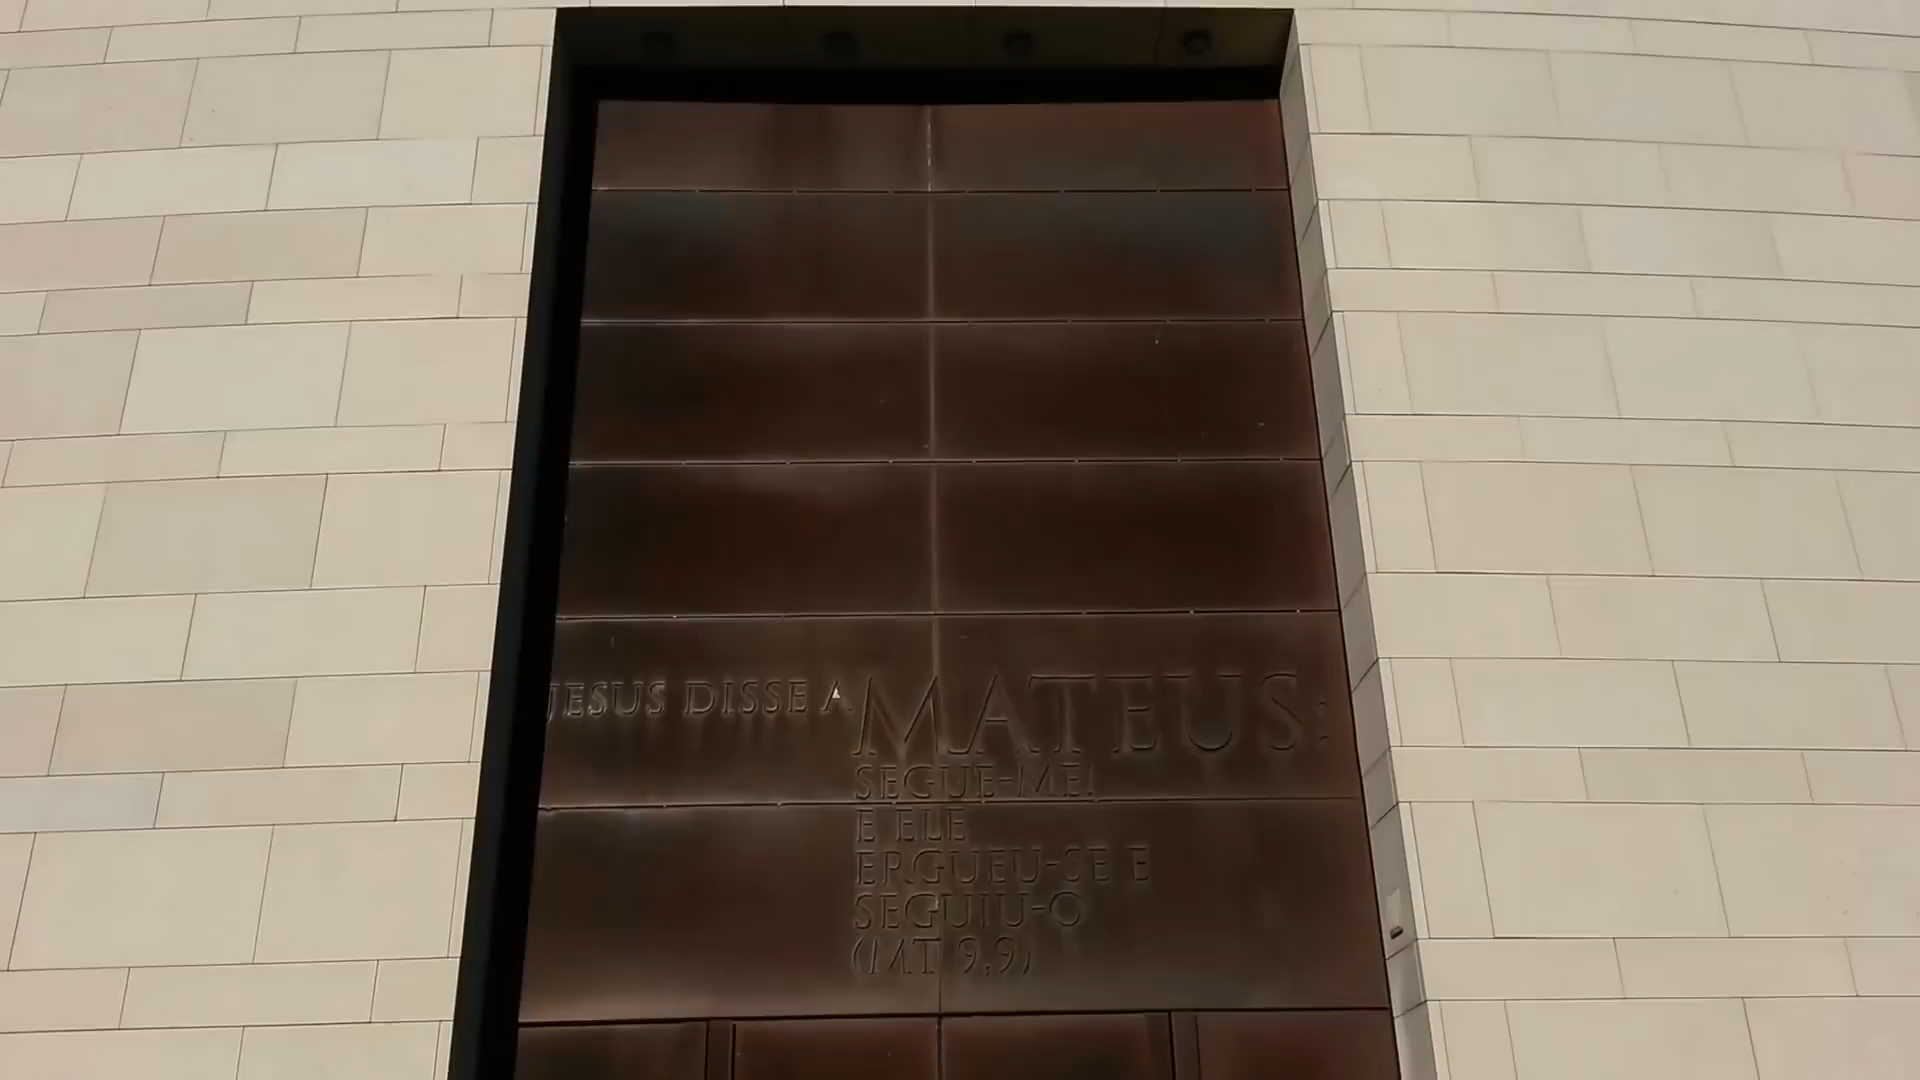 JESUS DISSE A MATEUS:
SEGUE-ME!
E ELE
ERGUEU-SE E
SEGUIU-O
(MT 9,9)